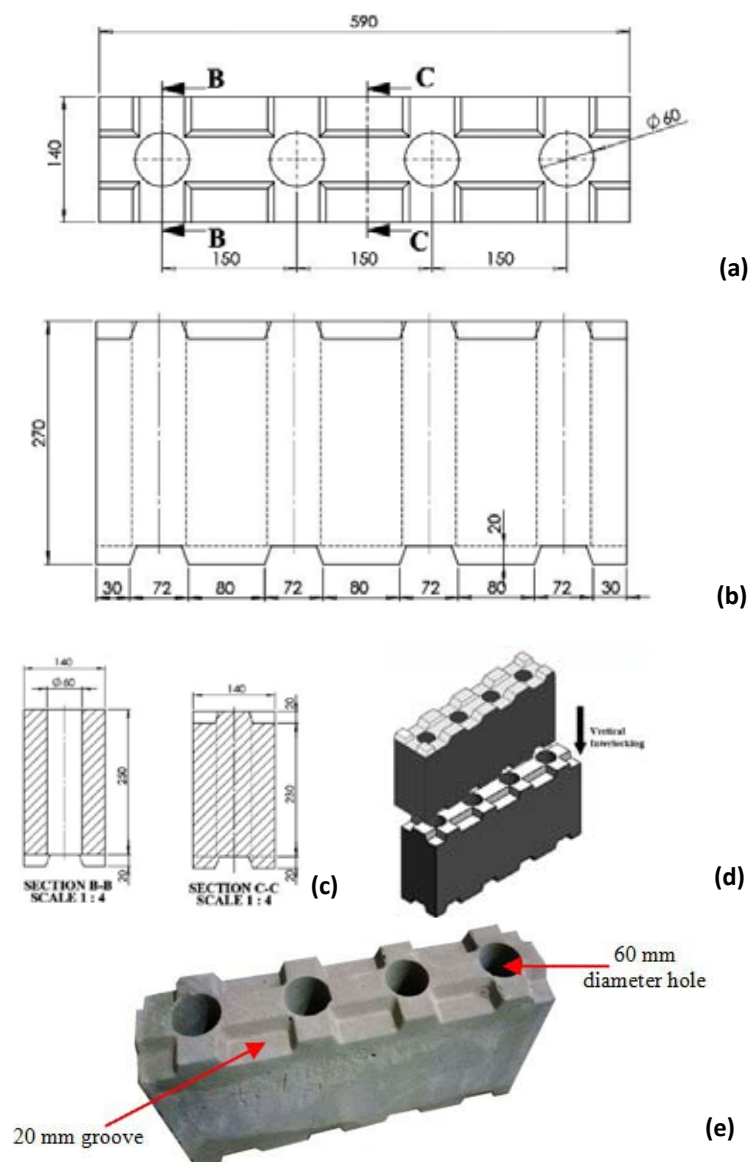 590
B C
140
Ø 60
B C
150 150 150
(a)
270
20
30 72 80 72 80 72 80 72 30
(b)
140
Ø 60
250
20
SECTION B-B
SCALE 1 : 4
140
20
230
20
SECTION C-C
SCALE 1 : 4
(c)
Vertical
Interlocking
(d)
60 mm
diameter hole
20 mm groove
(e)